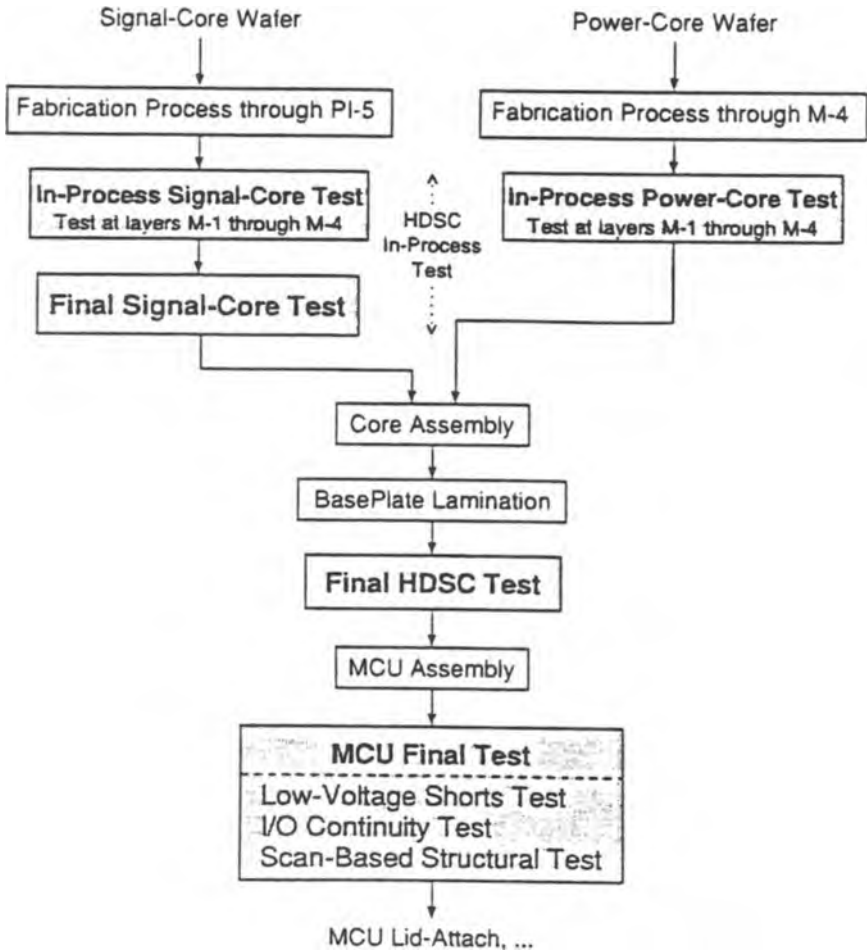 Signal-Core Wafer
Power-Core Wafer
Fabrication Process through PI-5
Fabrication Process through M-4
In-Process Signal-Core Test
Test at layers M-1 through M-4
HDSC
In-Process
Test
In-Process Power-Core Test
Test at layers M-1 through M-4
Final Signal-Core Test
Core Assembly
BasePlate Lamination
Final HDSC Test
MCU Assembly
MCU Final Test
Low-Voltage Shorts Test
I/O Continuity Test
Scan-Based Structural Test
MCU Lid-Attach, ...